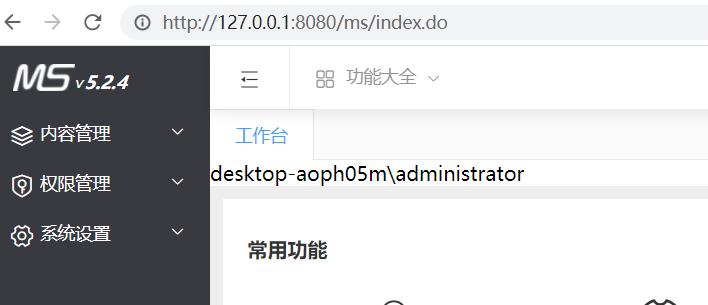 http://127.0.0.1:8080/ms/index.do
MS v 5.2.4
功能大全
内容管理
权限管理
系统设置
工作台
desktop-aoph05m\administrator
常用功能